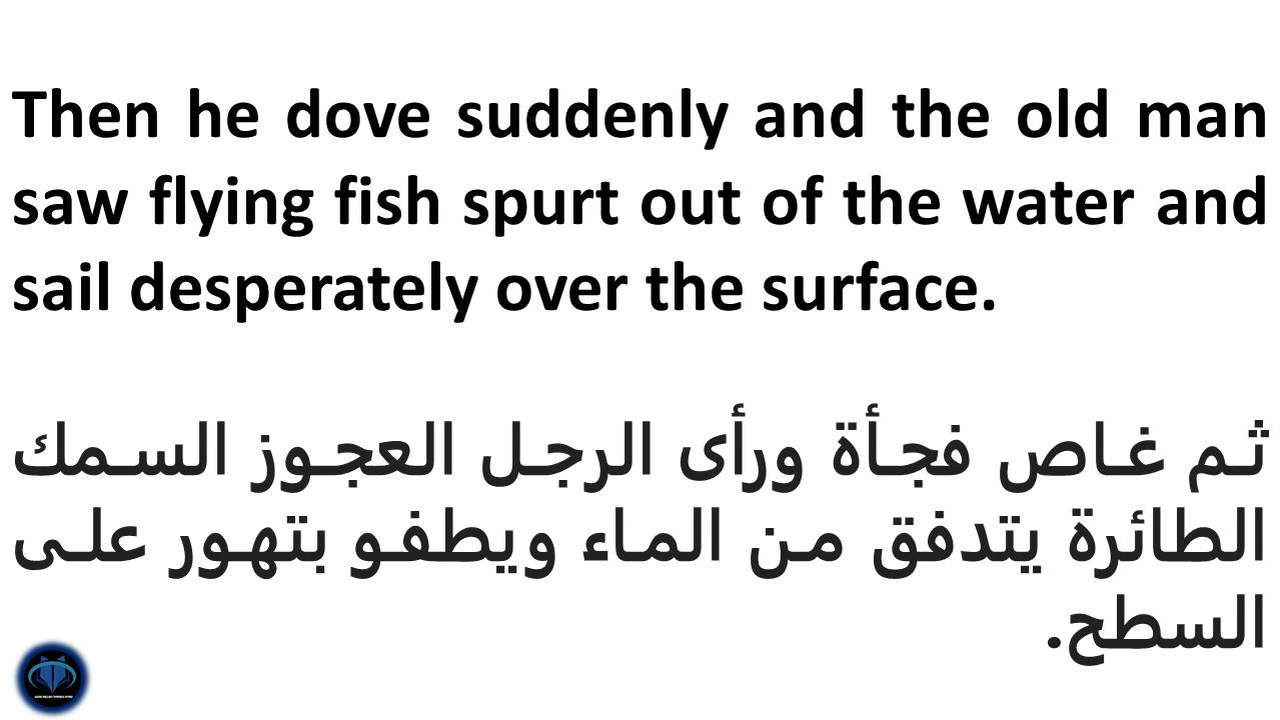 Then he dove suddenly and the old man
saw flying fish spurt out of the water and
sail desperately over the surface.
ثم غاص فجأة ورأى الرجل العجوز السمك
الطائرة يتدفق من الماء ويطفو بتهور على
السطح.